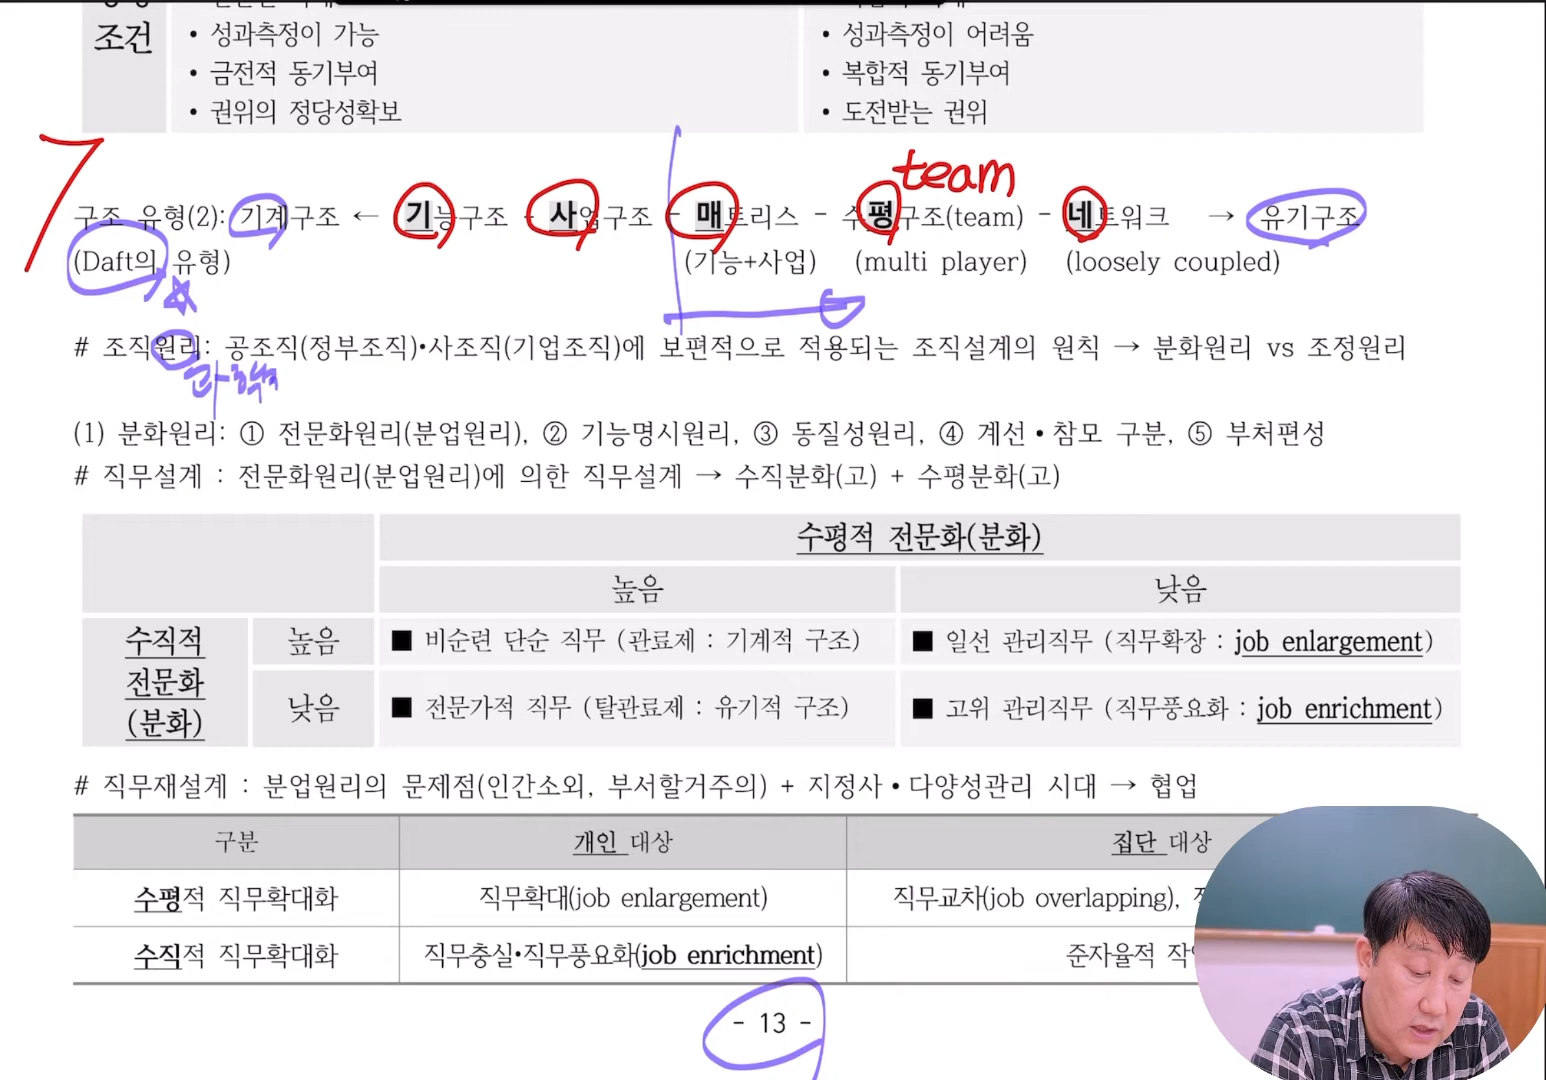 조건
• 성과측정이 가능
• 성과측정이 어려움
• 금전적 동기부여
• 복합적 동기부여
• 권위의 정당성확보
• 도전받는 권위
team
구조 유형(2): 기계구조 ← 기능구조 - 사업구조 - 매트리스 - 수평구조(team) - 네트워크 → 유기구조
(Daft의 유형) (기능+사업) (multi player) (loosely coupled)
# 조직원리: 공조직(정부조직)•사조직(기업조직)에 보편적으로 적용되는 조직설계의 원칙 → 분화원리 vs 조정원리
(1) 분화원리: ① 전문화원리(분업원리), ② 기능명시원리, ③ 동질성원리, ④ 계선•참모 구분, ⑤ 부처편성
# 직무설계 : 전문화원리(분업원리)에 의한 직무설계 → 수직분화(고) + 수평분화(고)
수평적 전문화(분화)
높음 낮음
수직적 전문화 (분화)
높음 ■ 비숙련 단순 직무 (관료제 : 기계적 구조) ■ 일선 관리직무 (직무확장 : job enlargement)
낮음 ■ 전문가적 직무 (탈관료제 : 유기적 구조) ■ 고위 관리직무 (직무풍요화 : job enrichment)
# 직무재설계 : 분업원리의 문제점(인간소외, 부서할거주의) + 지정사•다양성관리 시대 → 협업
구분 개인 대상 집단 대상
수평적 직무확대화 직무확대(job enlargement) 직무교차(job overlapping),
수직적 직무확대화 직무충실•직무풍요화(job enrichment) 준자율적
- 13 -